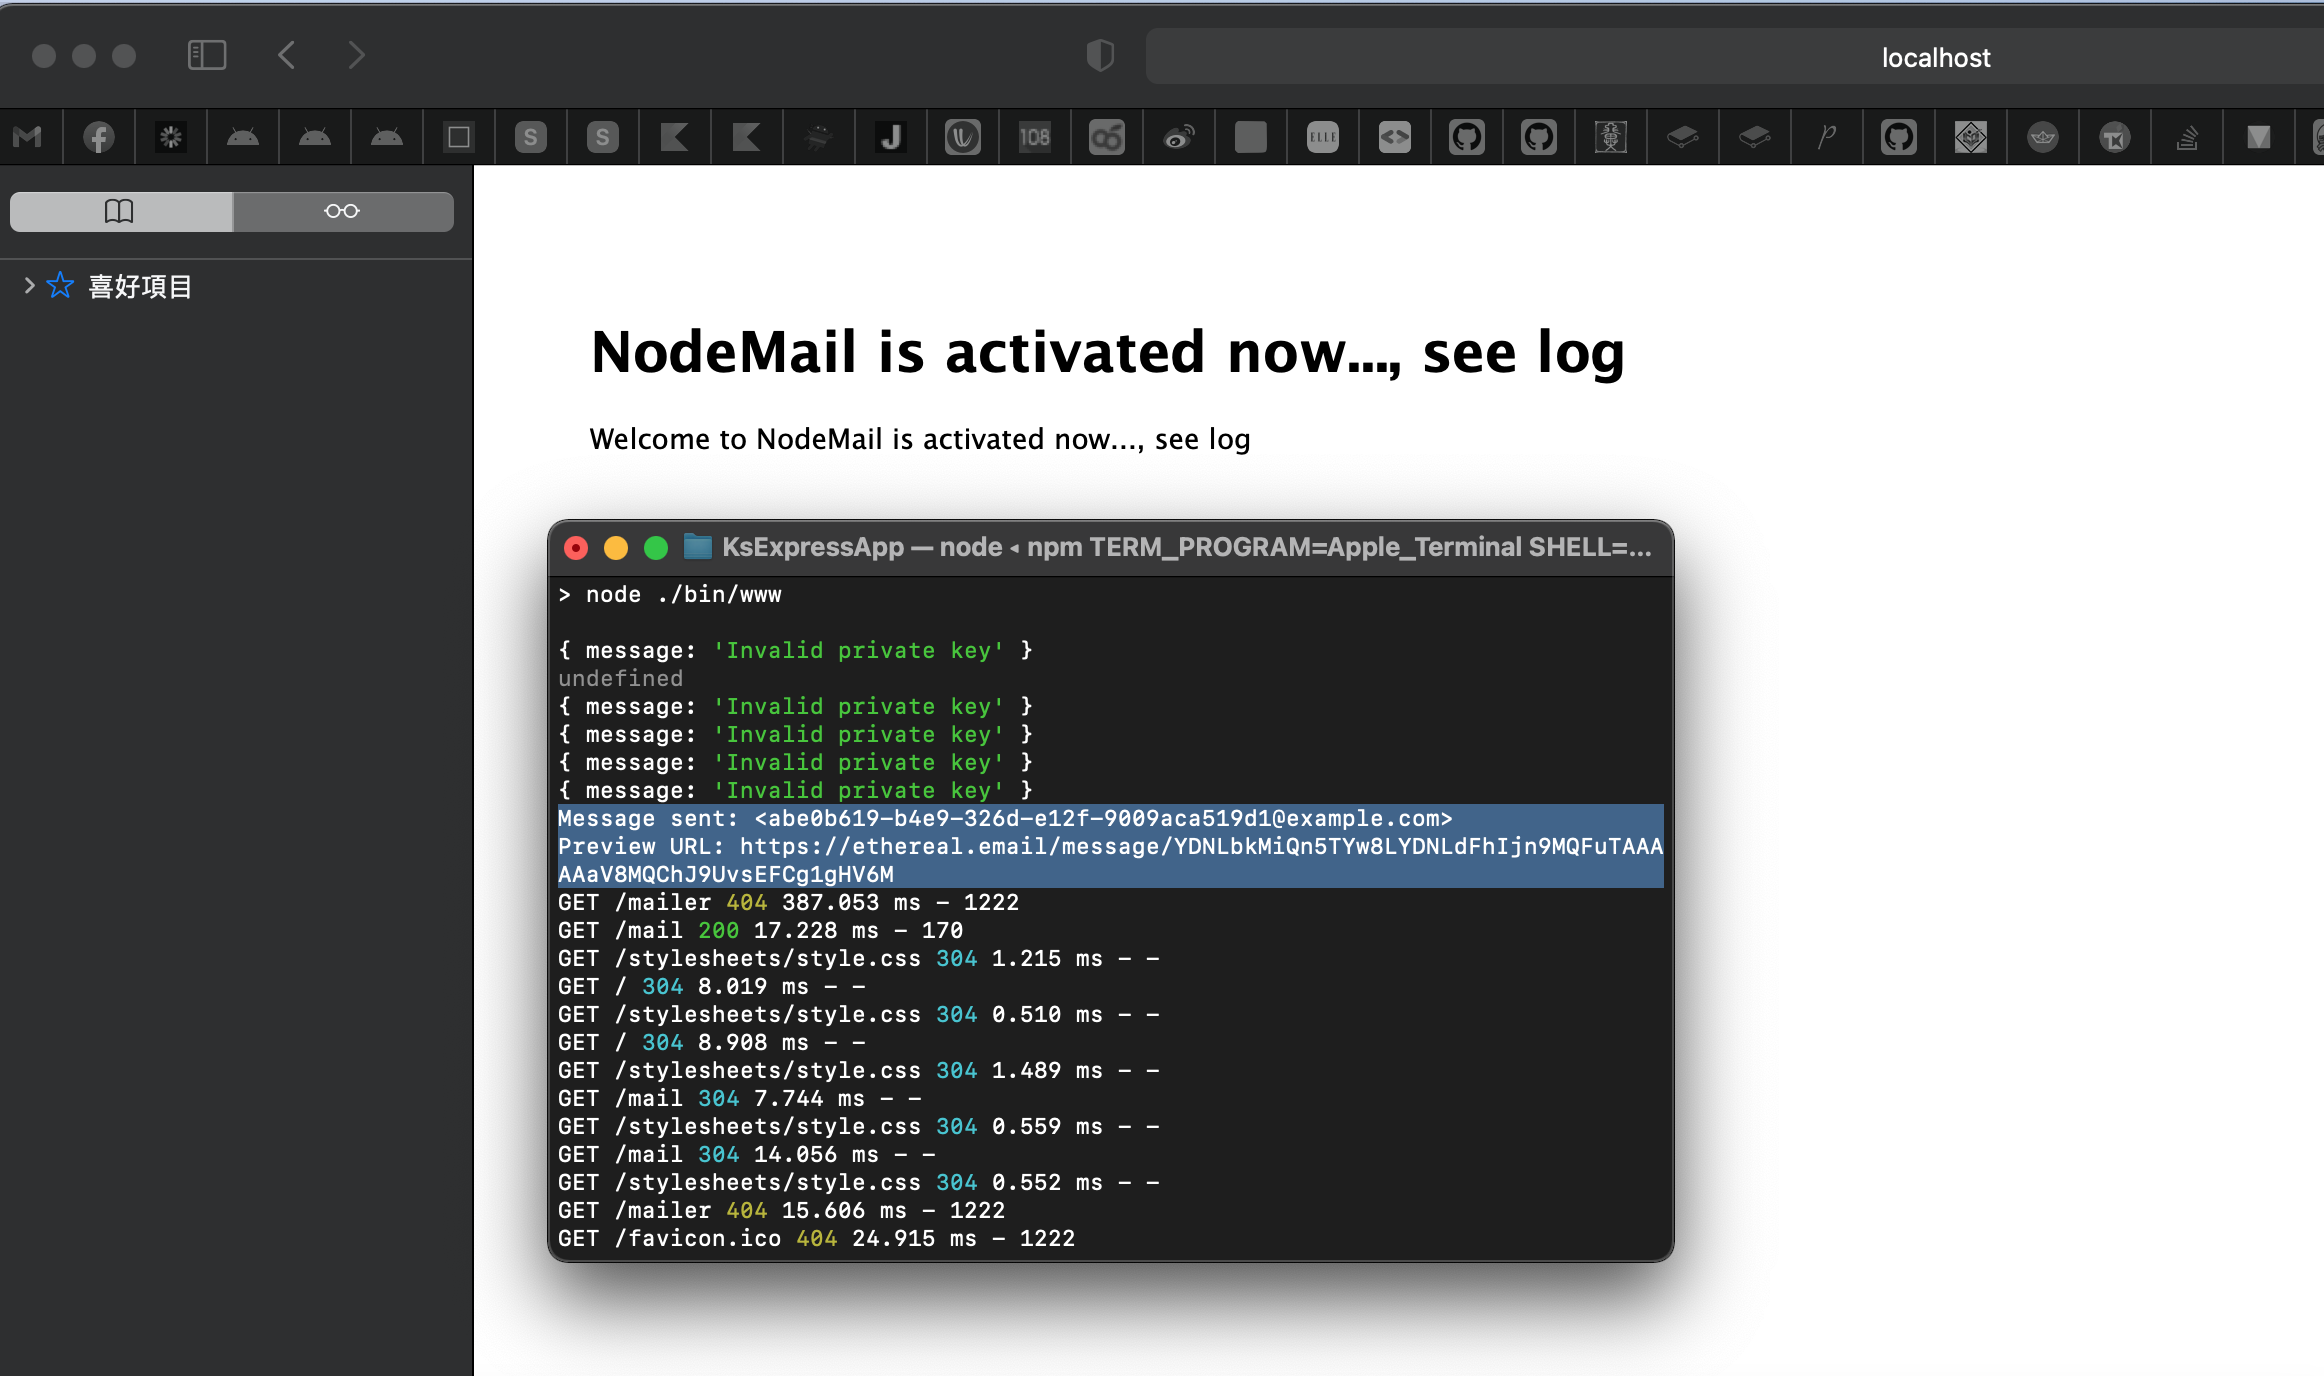 localhost
S
S
J
108
ELLE
喜好項目
NodeMail is activated now..., see log
Welcome to NodeMail is activated now..., see log
KsExpressApp — node ◂ npm TERM_PROGRAM=Apple_Terminal SHELL=...
> node ./bin/www
{ message: 'Invalid private key' }
undefined
{ message: 'Invalid private key' }
{ message: 'Invalid private key' }
{ message: 'Invalid private key' }
{ message: 'Invalid private key' }
Message sent: <abe0b619-b4e9-326d-e12f-9009aca519d1@example.com>
Preview URL: https://ethereal.email/message/YDNLbkMiQn5TYw8LYDNLdFhIjn9MQFuTAAA
AAaV8MQChJ9UvsEFCg1gHV6M
GET /mailer 404 387.053 ms - 1222
GET /mail 200 17.228 ms - 170
GET /stylesheets/style.css 304 1.215 ms - -
GET / 304 8.019 ms - -
GET /stylesheets/style.css 304 0.510 ms - -
GET / 304 8.908 ms - -
GET /stylesheets/style.css 304 1.489 ms - -
GET /mail 304 7.744 ms - -
GET /stylesheets/style.css 304 0.559 ms - -
GET /mail 304 14.056 ms - -
GET /stylesheets/style.css 304 0.552 ms - -
GET /mailer 404 15.606 ms - 1222
GET /favicon.ico 404 24.915 ms - 1222